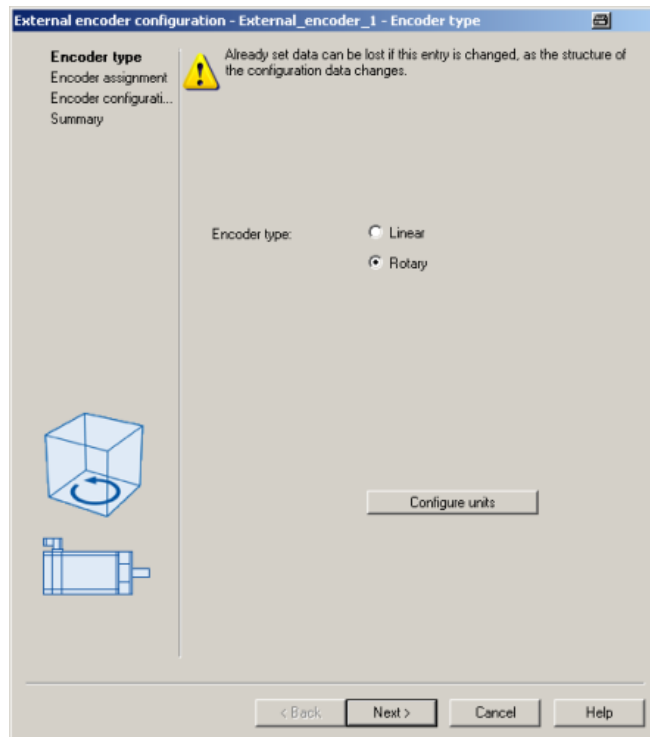 External encoder configuration - External_encoder_1 - Encoder type
Encoder type
Encoder assignment
Encoder configurati...
Summary
Already set data can be lost if this entry is changed, as the structure of
the configuration data changes.
Encoder type:
Linear
Rotary
Configure units
< Back
Next >
Cancel
Help